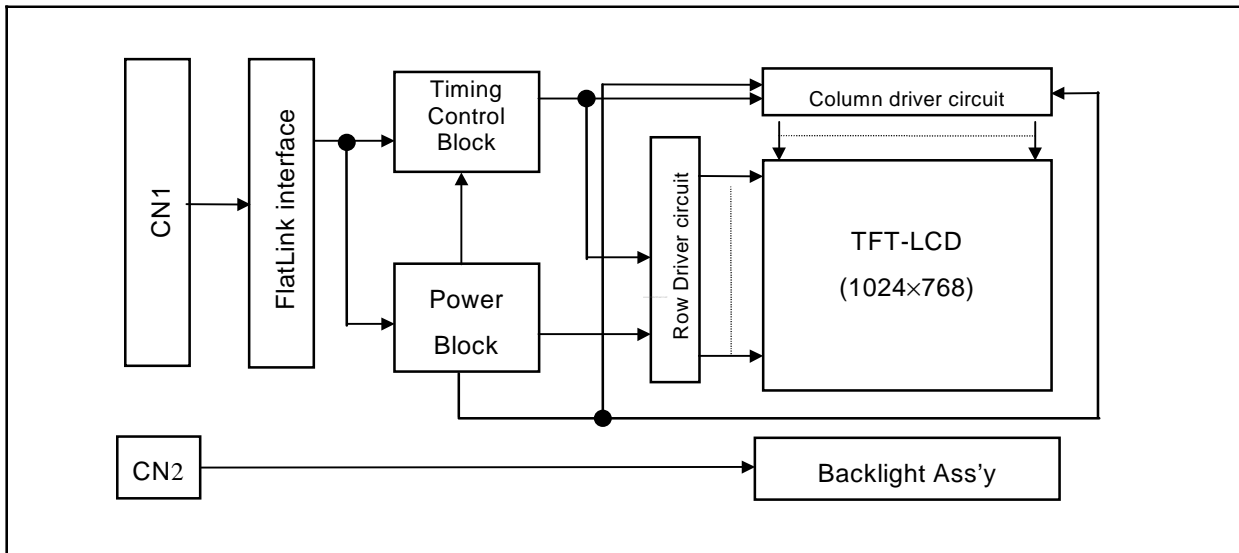 CN1
FlatLink interface
Timing
Control
Block
Power
Block
Row Driver circuit
Column driver circuit
TFT-LCD
(1024×768)
CN2
Backlight Ass'y